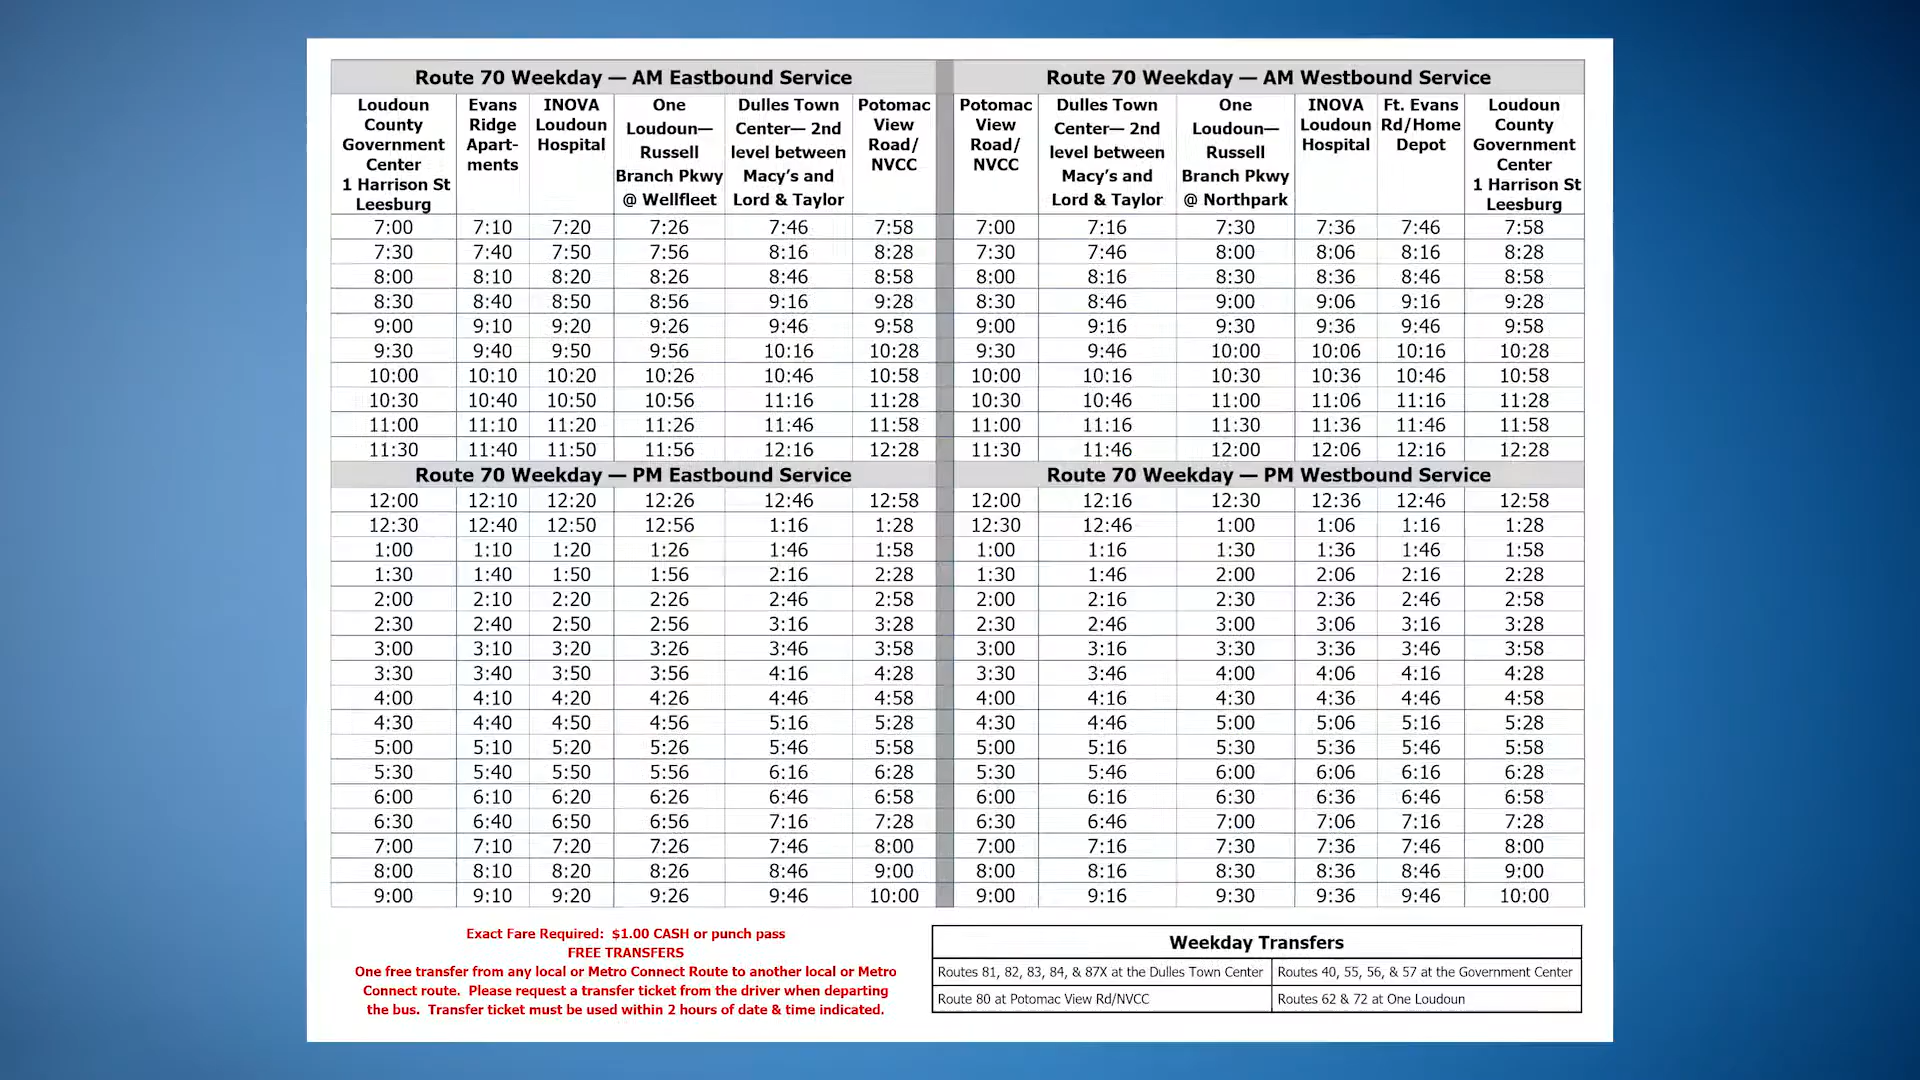 Route 70 Weekday — AM Eastbound Service
Loudoun County Government Center 1 Harrison St Leesburg | Evans Ridge Apart-ments | INOVA Loudoun Hospital | One Loudoun—Russell Branch Pkwy @ Wellfleet | Dulles Town Center— 2nd level between Macy’s and Lord & Taylor | Potomac View Road/ NVCC
7:00 7:10 7:20 7:26 7:46 7:58
7:30 7:40 7:50 7:56 8:16 8:28
8:00 8:10 8:20 8:26 8:46 8:58
8:30 8:40 8:50 8:56 9:16 9:28
9:00 9:10 9:20 9:26 9:46 9:58
9:30 9:40 9:50 9:56 10:16 10:28
10:00 10:10 10:20 10:26 10:46 10:58
10:30 10:40 10:50 10:56 11:16 11:28
11:00 11:10 11:20 11:26 11:46 11:58
11:30 11:40 11:50 11:56 12:16 12:28
Route 70 Weekday — PM Eastbound Service
12:00 12:10 12:20 12:26 12:46 12:58
12:30 12:40 12:50 12:56 1:16 1:28
1:00 1:10 1:20 1:26 1:46 1:58
1:30 1:40 1:50 1:56 2:16 2:28
2:00 2:10 2:20 2:26 2:46 2:58
2:30 2:40 2:50 2:56 3:16 3:28
3:00 3:10 3:20 3:26 3:46 3:58
3:30 3:40 3:50 3:56 4:16 4:28
4:00 4:10 4:20 4:26 4:46 4:58
4:30 4:40 4:50 4:56 5:16 5:28
5:00 5:10 5:20 5:26 5:46 5:58
5:30 5:40 5:50 5:56 6:16 6:28
6:00 6:10 6:20 6:26 6:46 6:58
6:30 6:40 6:50 6:56 7:16 7:28
7:00 7:10 7:20 7:26 7:46 8:00
8:00 8:10 8:20 8:26 8:46 9:00
9:00 9:10 9:20 9:26 9:46 10:00
Route 70 Weekday — AM Westbound Service
Potomac View Road/ NVCC | Dulles Town Center— 2nd level between Macy’s and Lord & Taylor | One Loudoun—Russell Branch Pkwy @ Northpark | INOVA Loudoun Hospital | Ft. Evans Rd/Home Depot | Loudoun County Government Center 1 Harrison St Leesburg
7:00 7:16 7:30 7:36 7:46 7:58
7:30 7:46 8:00 8:06 8:16 8:28
8:00 8:16 8:30 8:36 8:46 8:58
8:30 8:46 9:00 9:06 9:16 9:28
9:00 9:16 9:30 9:36 9:46 9:58
9:30 9:46 10:00 10:06 10:16 10:28
10:00 10:16 10:30 10:36 10:46 10:58
10:30 10:46 11:00 11:06 11:16 11:28
11:00 11:16 11:30 11:36 11:46 11:58
11:30 11:46 12:00 12:06 12:16 12:28
Route 70 Weekday — PM Westbound Service
12:00 12:16 12:30 12:36 12:46 12:58
12:30 12:46 1:00 1:06 1:16 1:28
1:00 1:16 1:30 1:36 1:46 1:58
1:30 1:46 2:00 2:06 2:16 2:28
2:00 2:16 2:30 2:36 2:46 2:58
2:30 2:46 3:00 3:06 3:16 3:28
3:00 3:16 3:30 3:36 3:46 3:58
3:30 3:46 4:00 4:06 4:16 4:28
4:00 4:16 4:30 4:36 4:46 4:58
4:30 4:46 5:00 5:06 5:16 5:28
5:00 5:16 5:30 5:36 5:46 5:58
5:30 5:46 6:00 6:06 6:16 6:28
6:00 6:16 6:30 6:36 6:46 6:58
6:30 6:46 7:00 7:06 7:16 7:28
7:00 7:16 7:30 7:36 7:46 8:00
8:00 8:16 8:30 8:36 8:46 9:00
9:00 9:16 9:30 9:36 9:46 10:00
Exact Fare Required: $1.00 CASH or punch pass
FREE TRANSFERS
One free transfer from any local or Metro Connect Route to another local or Metro
Connect route. Please request a transfer ticket from the driver when departing
the bus. Transfer ticket must be used within 2 hours of date & time indicated.
Weekday Transfers
Routes 81, 82, 83, 84, & 87X at the Dulles Town Center | Routes 40, 55, 56, & 57 at the Government Center
Route 80 at Potomac View Rd/NVCC | Routes 62 & 72 at One Loudoun